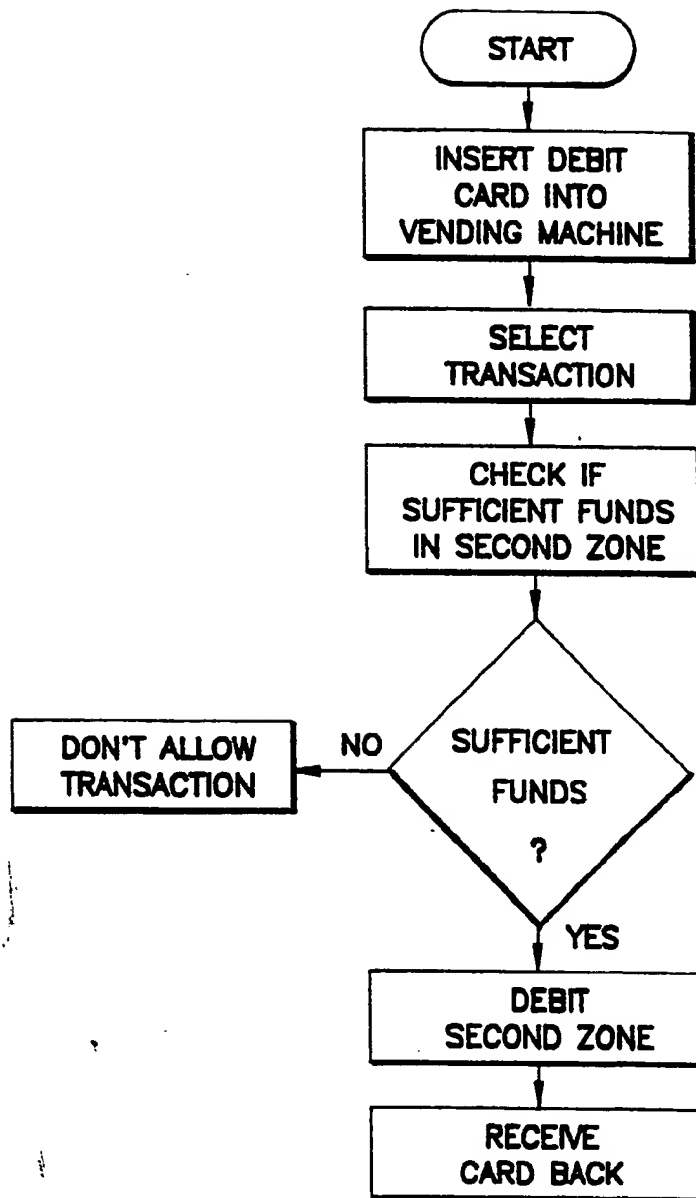 START
INSERT DEBIT
CARD INTO
VENDING MACHINE
SELECT
TRANSACTION
CHECK IF
SUFFICIENT FUNDS
IN SECOND ZONE
SUFFICIENT
FUNDS
?
NO
DON'T ALLOW
TRANSACTION
YES
DEBIT
SECOND ZONE
RECEIVE
CARD BACK